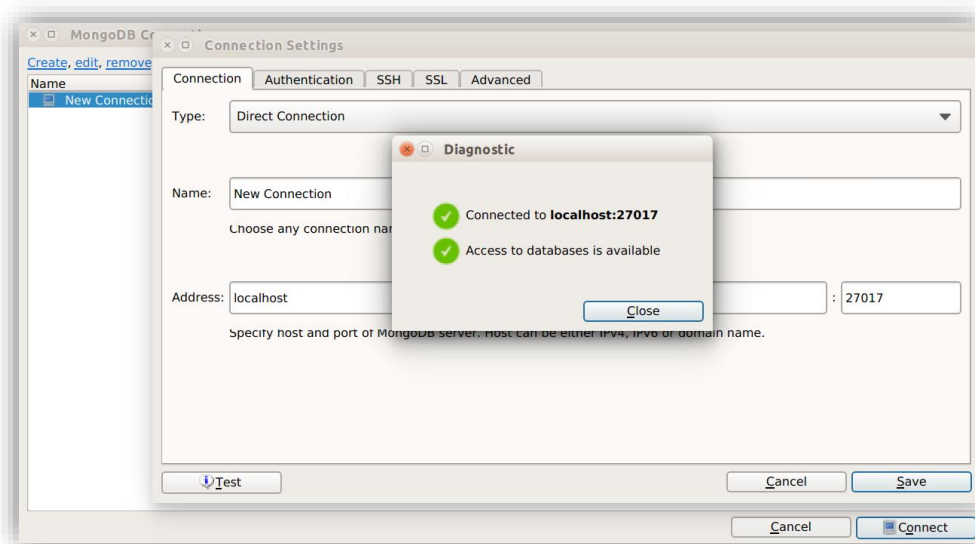 MongoDB
Connection Settings
Create, edit, remove
Name
New Connectio
Connection Authentication SSH SSL Advanced
Type: Direct Connection
Diagnostic
Name: New Connection
Connected to localhost:27017
Choose any connection nar
Access to databases is available
Address: localhost : 27017
Close
Specify host and port of MongoDB server. Host can be either IPv4, IPv6 or domain name.
Test Cancel Save
Cancel Connect